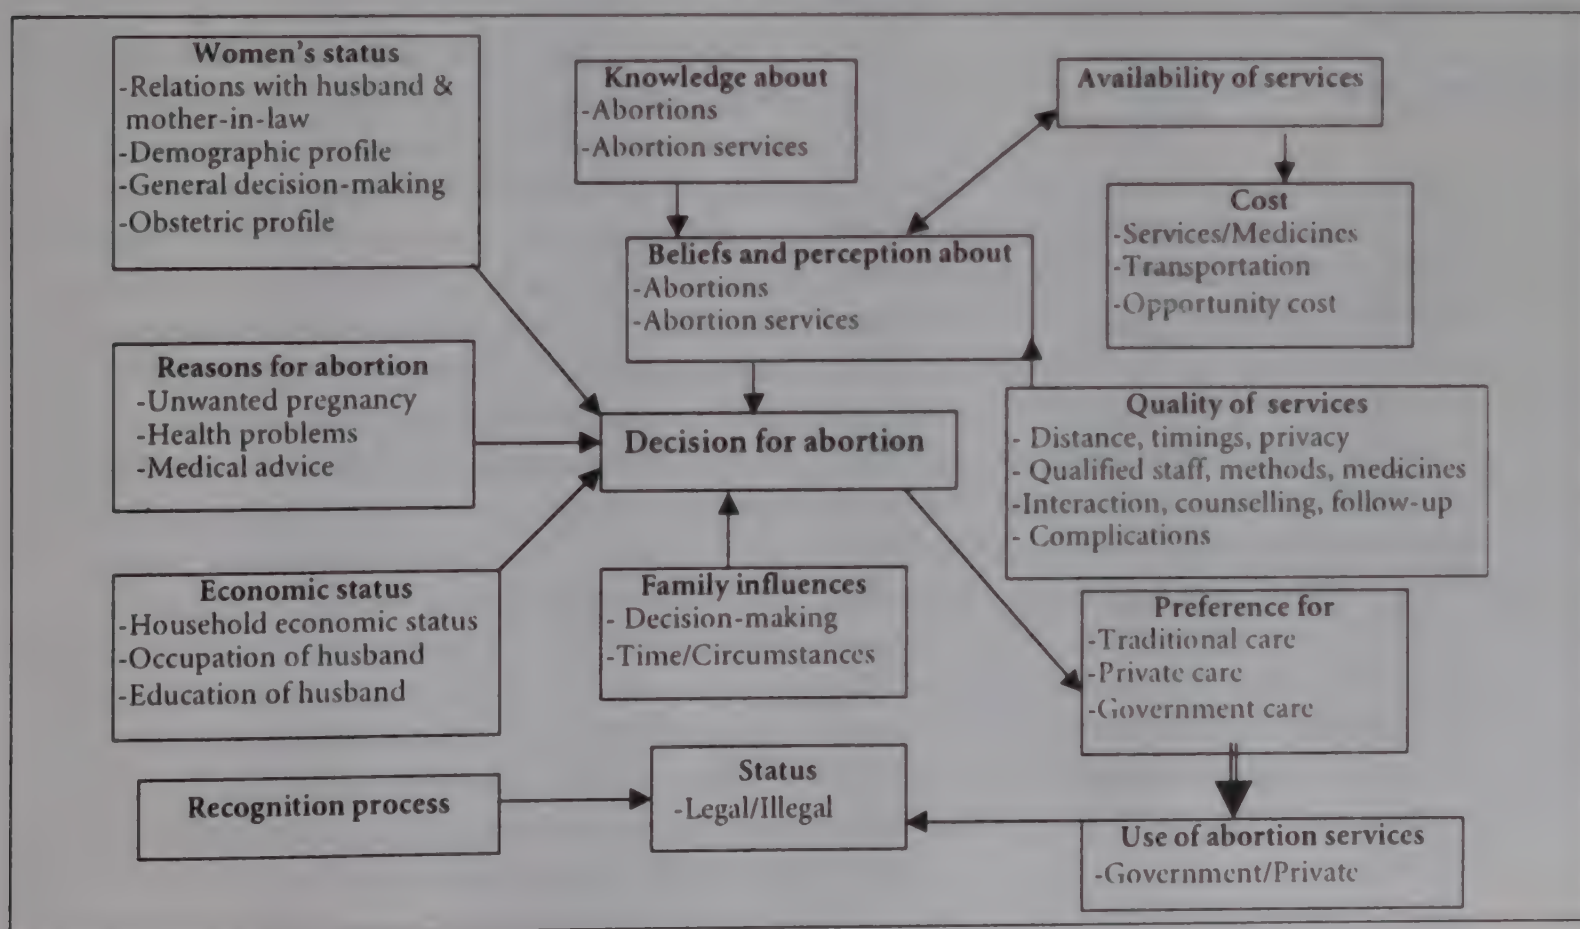 Women's status
-Relations with husband &
mother-in-law
-Demographic profile
-General decision-making
-Obstetric profile
Knowledge about
-Abortions
-Abortion services
Availability of services
Cost
-Services/Medicines
-Transportation
-Opportunity cost
Beliefs and perception about
-Abortions
-Abortion services
Reasons for abortion
-Unwanted pregnancy
-Health problems
-Medical advice
Decision for abortion
Quality of services
- Distance, timings, privacy
- Qualified staff, methods, medicines
-Interaction, counselling, follow-up
- Complications
Economic status
-Household economic status
-Occupation of husband
-Education of husband
Family influences
- Decision-making
-Time/Circumstances
Preference for
-Traditional care
-Private care
-Government care
Recognition process
Status
-Legal/Illegal
Use of abortion services
-Government/Private